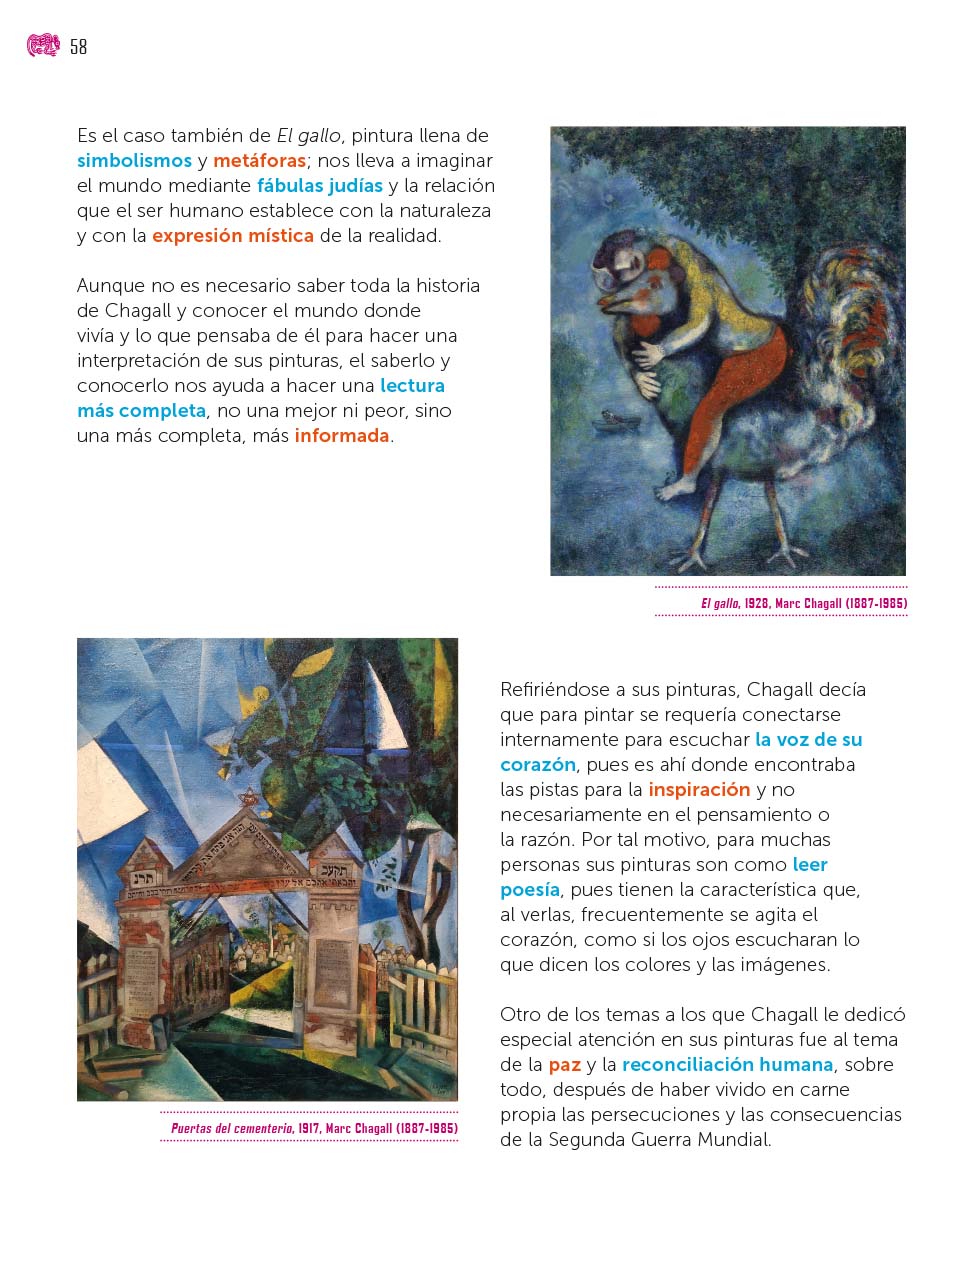 58
Es el caso también de El gallo, pintura llena de
simbolismos y metáforas; nos lleva a imaginar
el mundo mediante fábulas judías y la relación
que el ser humano establece con la naturaleza
y con la expresión mística de la realidad.
Aunque no es necesario saber toda la historia
de Chagall y conocer el mundo donde
vivía y lo que pensaba de él para hacer una
interpretación de sus pinturas, el saberlo y
conocerlo nos ayuda a hacer una lectura
más completa, no una mejor ni peor, sino
una más completa, más informada.
El gallo, 1928, Marc Chagall (1887-1985)
Puertas del cementerio, 1917, Marc Chagall (1887-1985)
Refiriéndose a sus pinturas, Chagall decía
que para pintar se requería conectarse
internamente para escuchar la voz de su
corazón, pues es ahí donde encontraba
las pistas para la inspiración y no
necesariamente en el pensamiento o
la razón. Por tal motivo, para muchas
personas sus pinturas son como leer
poesía, pues tienen la característica que,
al verlas, frecuentemente se agita el
corazón, como si los ojos escucharan lo
que dicen los colores y las imágenes.
Otro de los temas a los que Chagall le dedicó
especial atención en sus pinturas fue al tema
de la paz y la reconciliación humana, sobre
todo, después de haber vivido en carne
propia las persecuciones y las consecuencias
de la Segunda Guerra Mundial.